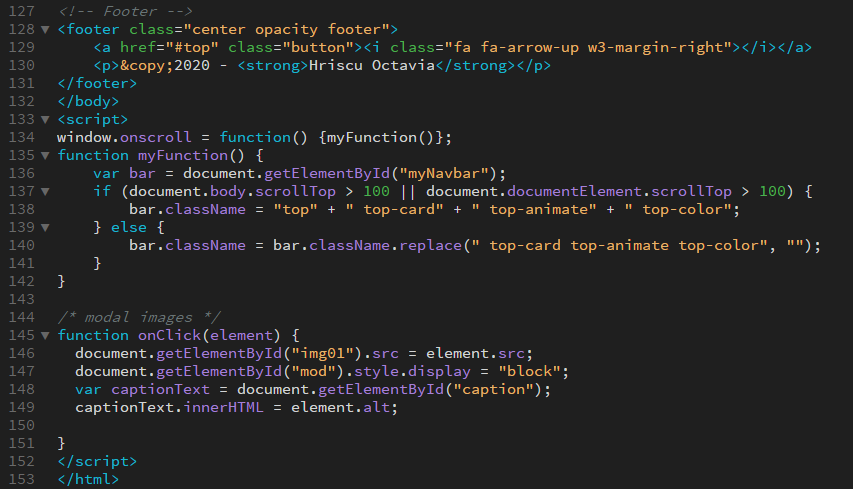 127 <!-- Footer -->
128 ▼ <footer class="center opacity footer">
129 <a href="#top" class="button"><i class="fa fa-arrow-up w3-margin-right"></i></a>
130 <p>&copy;2020 - <strong>Hriscu Octavia</strong></p>
131 </footer>
132 </body>
133 ▼ <script>
134 window.onscroll = function() {myFunction()};
135 ▼ function myFunction() {
136 var bar = document.getElementById("myNavbar");
137 ▼ if (document.body.scrollTop > 100 || document.documentElement.scrollTop > 100) {
138 bar.className = "top" + " top-card" + " top-animate" + " top-color";
139 ▼ } else {
140 bar.className = bar.className.replace(" top-card top-animate top-color", "");
141 }
142 }
143
144 /* modal images */
145 ▼ function onClick(element) {
146 document.getElementById("img01").src = element.src;
147 document.getElementById("mod").style.display = "block";
148 var captionText = document.getElementById("caption");
149 captionText.innerHTML = element.alt;
150
151 }
152 </script>
153 </html>